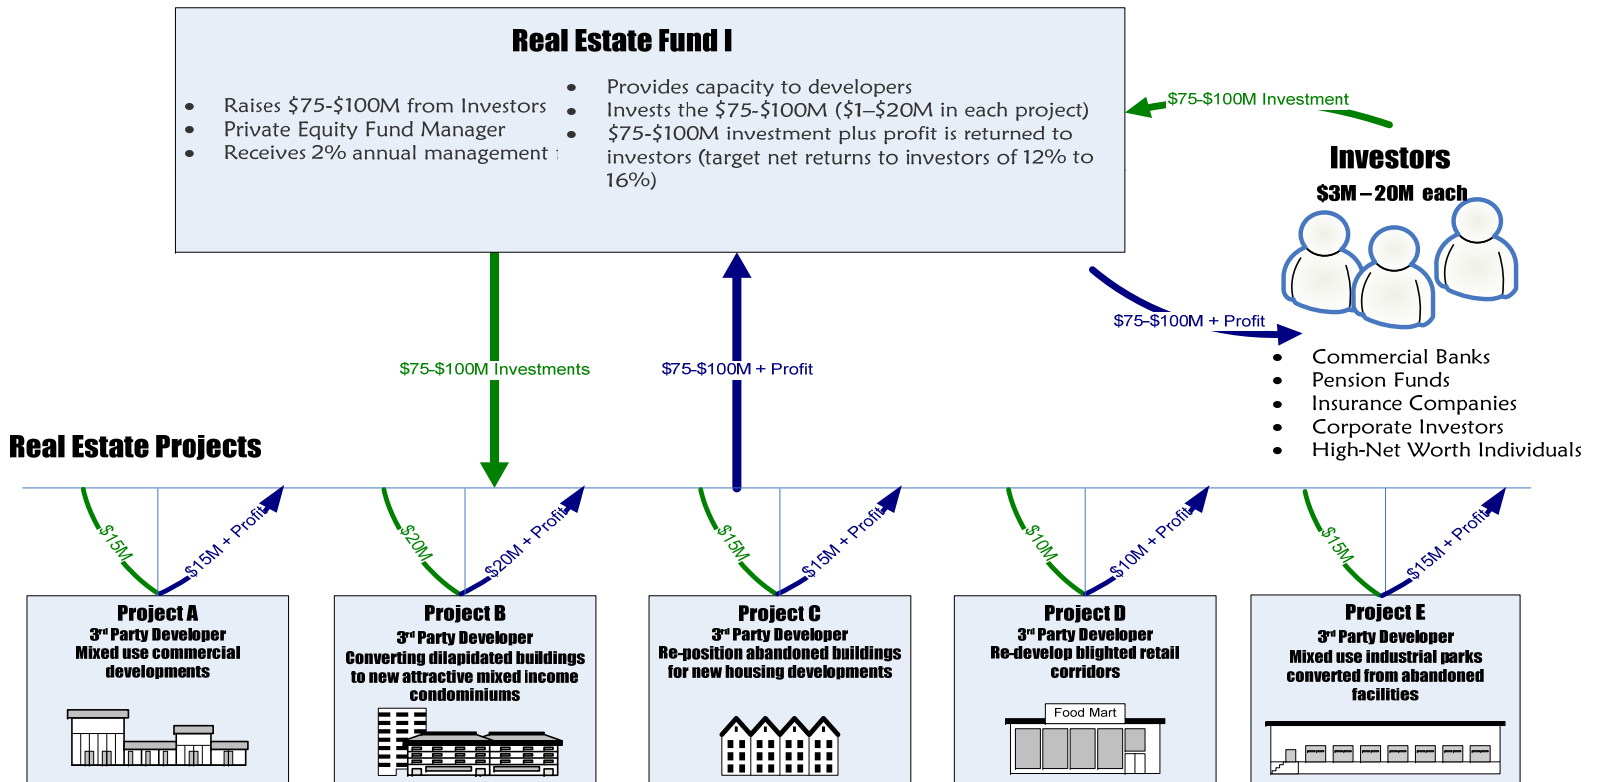 Real Estate Fund I
• Raises $75-$100M from Investors
• Private Equity Fund Manager
• Receives 2% annual management
• Provides capacity to developers
• Invests the $75-$100M ($1–$20M in each project)
• $75-$100M investment plus profit is returned to
investors (target net returns to investors of 12% to
16%)
$75-$100M Investment
Investors
$3M – 20M each
$75-$100M + Profit
• Commercial Banks
• Pension Funds
• Insurance Companies
• Corporate Investors
• High-Net Worth Individuals
$75-$100M Investments
$75-$100M + Profit
Real Estate Projects
$15M
$15M + Profit
$20M
$20M + Profit
$15M
$15M + Profit
$10M
$10M + Profit
$15M
$15M + Profit
Project A
3rd Party Developer
Mixed use commercial
developments
Project B
3rd Party Developer
Converting dilapidated buildings
to new attractive mixed income
condominiums
Project C
3rd Party Developer
Re-position abandoned buildings
for new housing developments
Project D
3rd Party Developer
Re-develop blighted retail
corridors
Food Mart
Project E
3rd Party Developer
Mixed use industrial parks
converted from abandoned
facilities